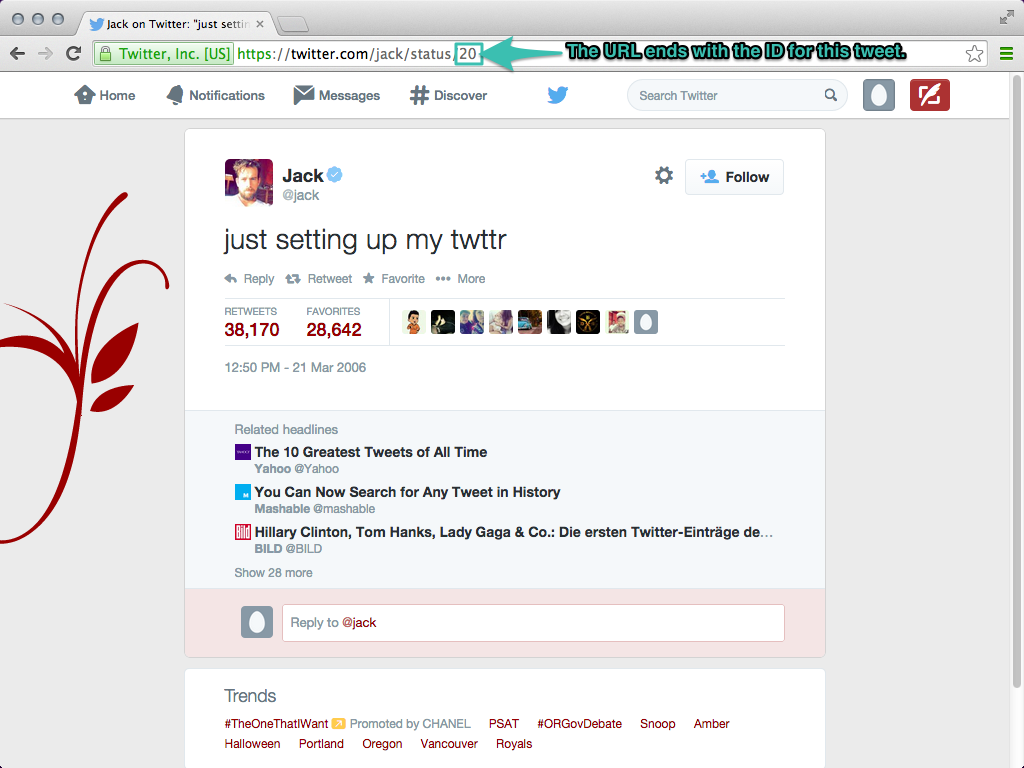 Jack on Twitter: "just settin
Twitter, Inc. [US] https://twitter.com/jack/status/20
The URL ends with the ID for this tweet.
Home Notifications Messages Discover Search Twitter
Jack
@jack
Follow
just setting up my twttr
Reply Retweet Favorite ••• More
RETWEETS FAVORITES
38,170 28,642
12:50 PM - 21 Mar 2006
Related headlines
The 10 Greatest Tweets of All Time
Yahoo @Yahoo
You Can Now Search for Any Tweet in History
Mashable @mashable
Hillary Clinton, Tom Hanks, Lady Gaga & Co.: Die ersten Twitter-Einträge de...
BILD @BILD
Show 28 more
Reply to @jack
Trends
#TheOneThatIWant Promoted by CHANEL PSAT #ORGovDebate Snoop Amber
Halloween Portland Oregon Vancouver Royals